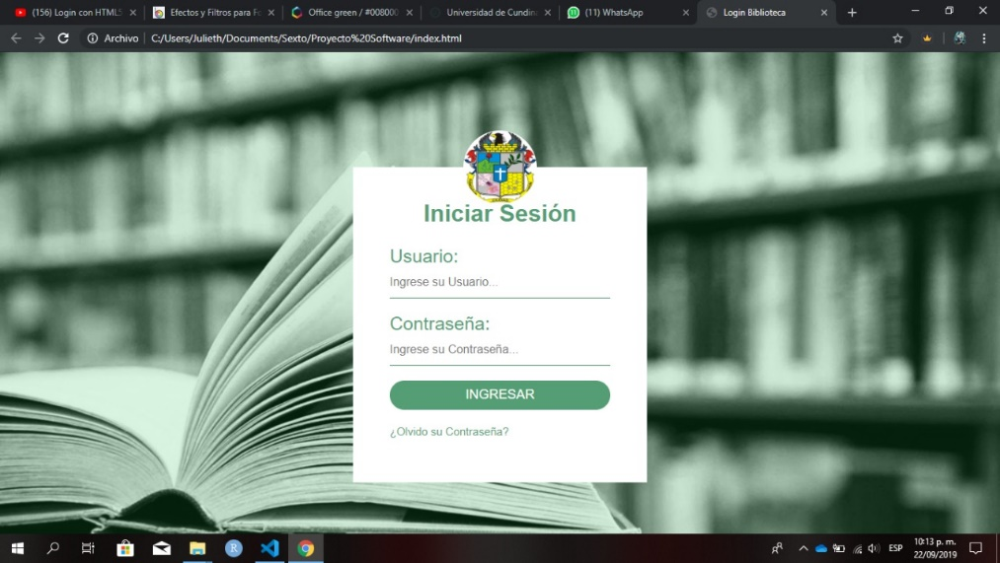 (156) Login con HTML5
Efectos y Filtros para Fo
Office green / #008000
Universidad de Cundina
(11) WhatsApp
Login Biblioteca
Archivo
C:/Users/Julieth/Documents/Sexto/Proyecto%20Software/index.html
Iniciar Sesión
Usuario:
Ingrese su Usuario...
Contraseña:
Ingrese su Contraseña...
INGRESAR
¿Olvido su Contraseña?
ESP
10:13 p. m.
22/09/2019